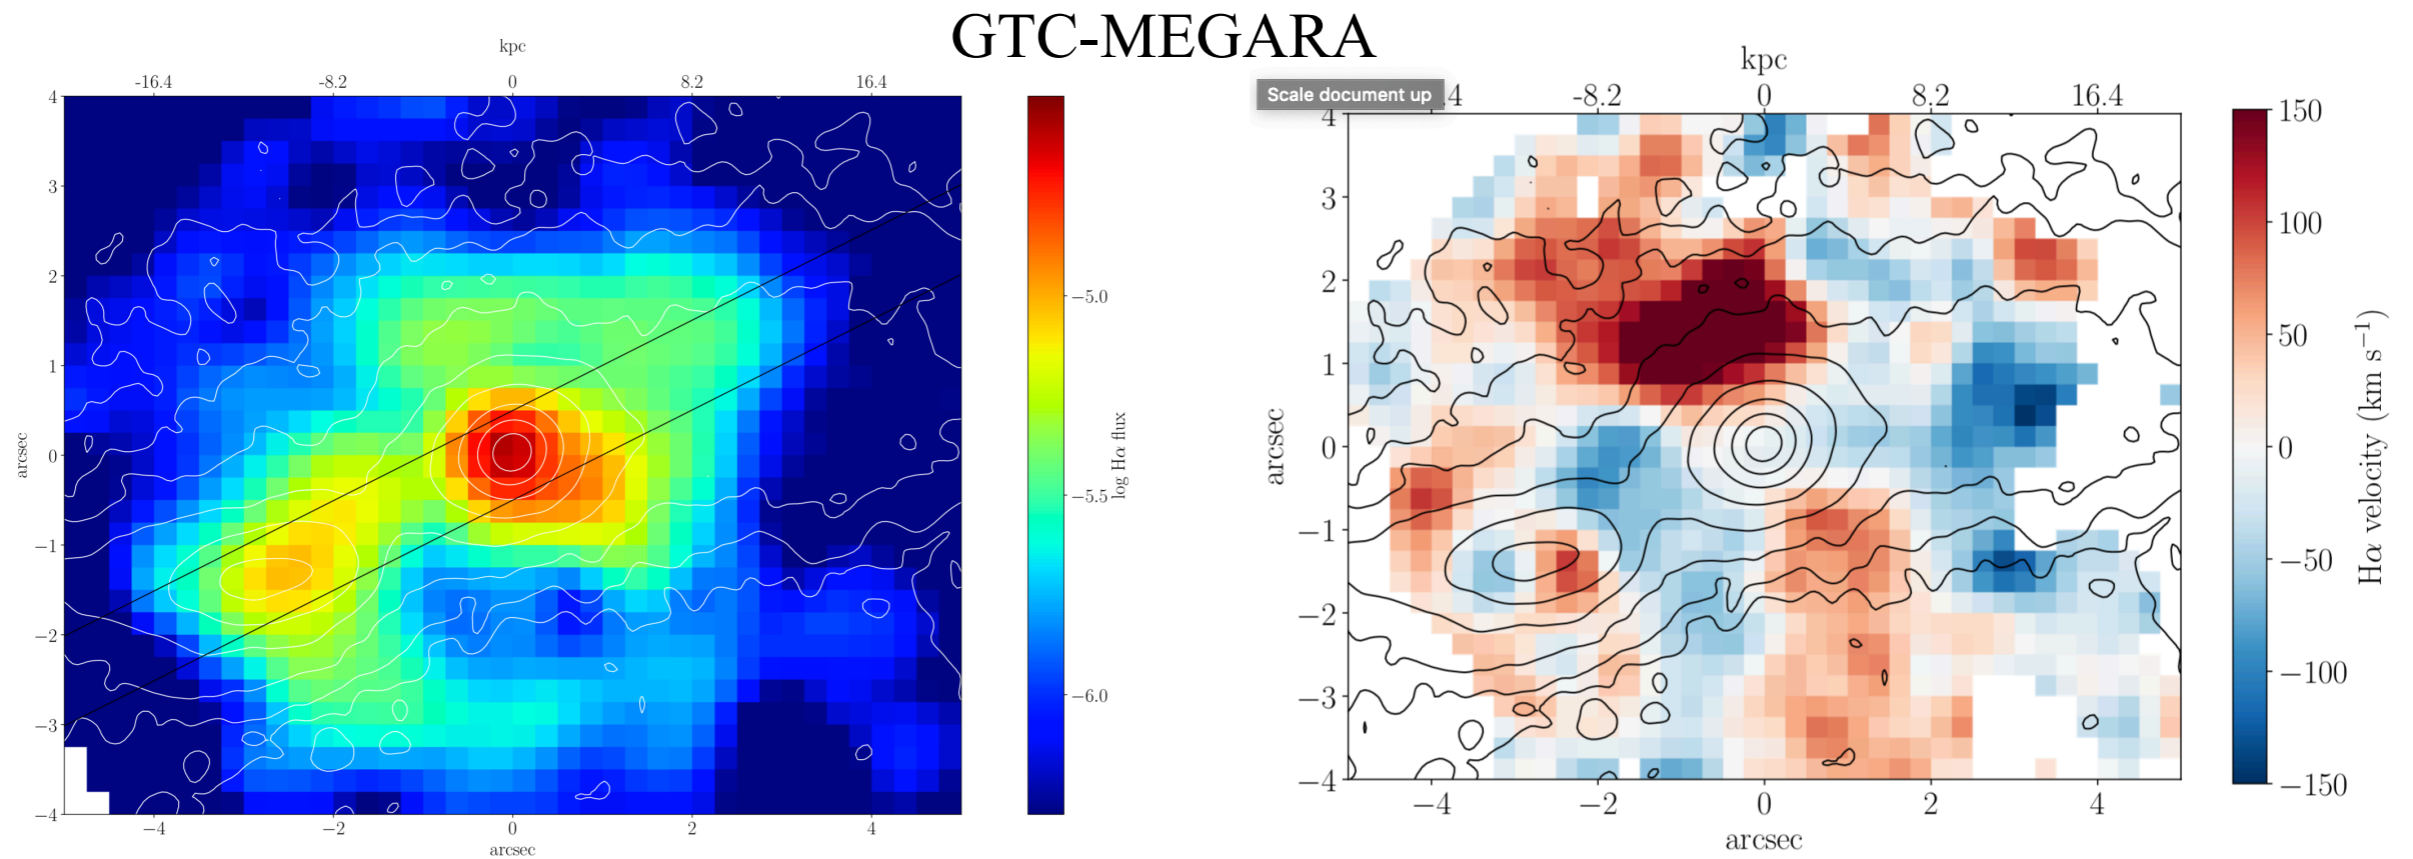 GTC-MEGARA
kpc
-16.4 -8.2 0 8.2 16.4
4
3
2
1
0
−1
−2
−3
−4
arcsec
−4 −2 0 2 4
arcsec
−5.0
−5.5
−6.0
log Hα flux
kpc
Scale document up
.4 -8.2 0 8.2 16.4
4
3
2
1
0
−1
−2
−3
−4
arcsec
−4 −2 0 2 4
arcsec
150
100
50
0
−50
−100
−150
Hα velocity (km s⁻¹)